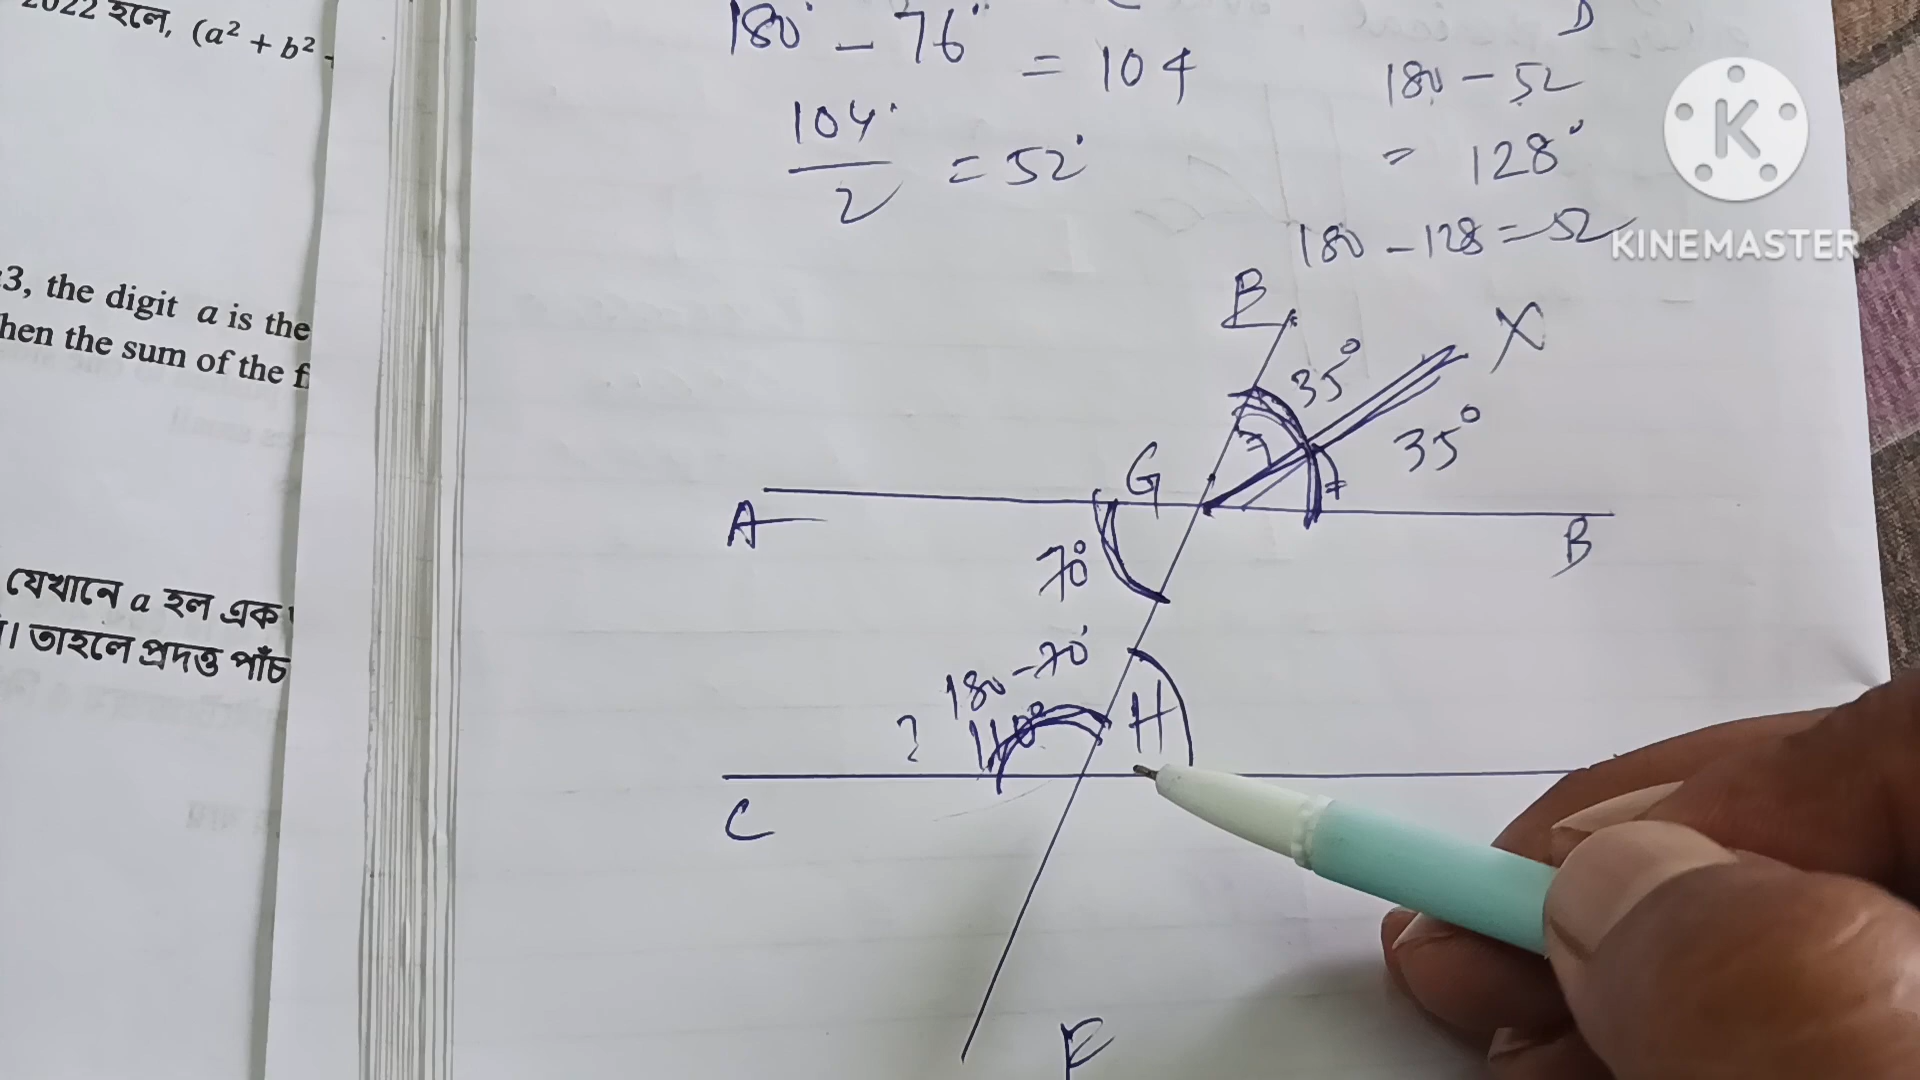 2022 হলে, (a² + b²
3, the digit a is the
hen the sum of the f
যেখানে a হল এক
। তাহলে প্রদত্ত পাঁচ
180° - 76°
= 104
104°
2
= 52°
D
180 - 52
= 128°
180 - 128 = 52
K
KINEMASTER
E
X
35°
35°
G
A
B
70°
180 - 70°
? 110°
H
C
F